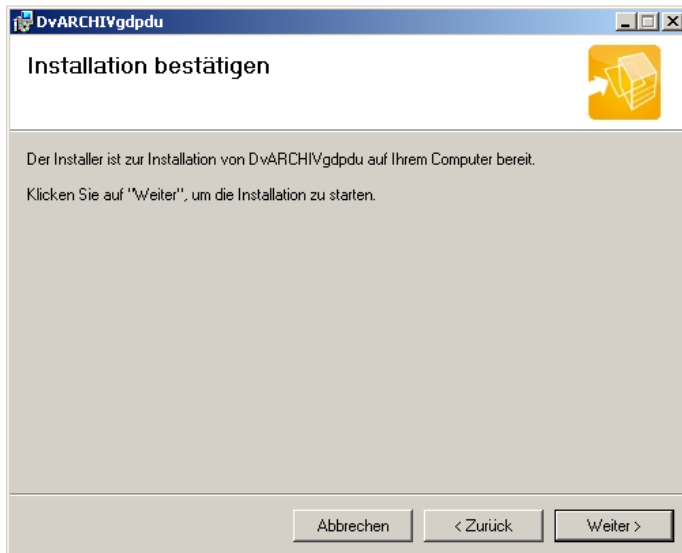 DvARCHIVgdpdu
Installation bestätigen
Der Installer ist zur Installation von DvARCHIVgdpdu auf Ihrem Computer bereit.
Klicken Sie auf "Weiter", um die Installation zu starten.
Abbrechen
< Zurück
Weiter >